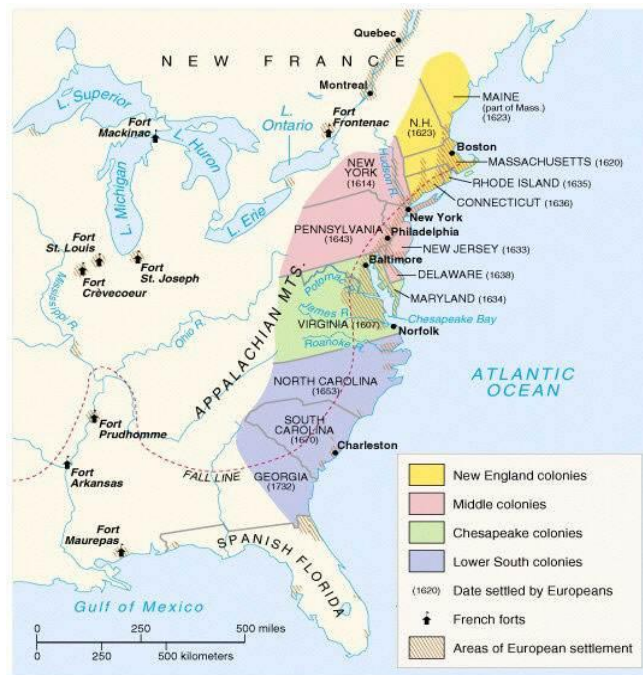 Quebec
NEW FRANCE
Montreal
L. Superior
Fort
Mackinac
L. Huron
L. Michigan
L.
Ontario
Fort
Frontenac
L. Erie
MAINE
(part of Mass.)
(1623)
N.H.
(1623)
Boston
MASSACHUSETTS (1620)
RHODE ISLAND (1635)
CONNECTICUT (1636)
Hudson R.
NEW
YORK
(1614)
New York
PENNSYLVANIA
(1643)
Philadelphia
NEW JERSEY (1633)
Baltimore
DELAWARE (1638)
MARYLAND (1634)
Fort
St. Louis
Fort
Crèvecoeur
Fort
St. Joseph
Mississippi R.
Ohio R.
APPALACHIAN MTS.
Potomac R.
James R.
VIRGINIA (1607)
Chesapeake Bay
Norfolk
Roanoke R.
NORTH CAROLINA
(1653)
SOUTH
CAROLINA
(1670)
Charleston
GEORGIA
(1732)
FALL LINE
ATLANTIC
OCEAN
Fort
Prudhomme
Fort
Arkansas
Fort
Maurepas
SPANISH FLORIDA
Gulf of Mexico
0 250 500 miles
0 250 500 kilometers
New England colonies
Middle colonies
Chesapeake colonies
Lower South colonies
(1620) Date settled by Europeans
French forts
Areas of European settlement